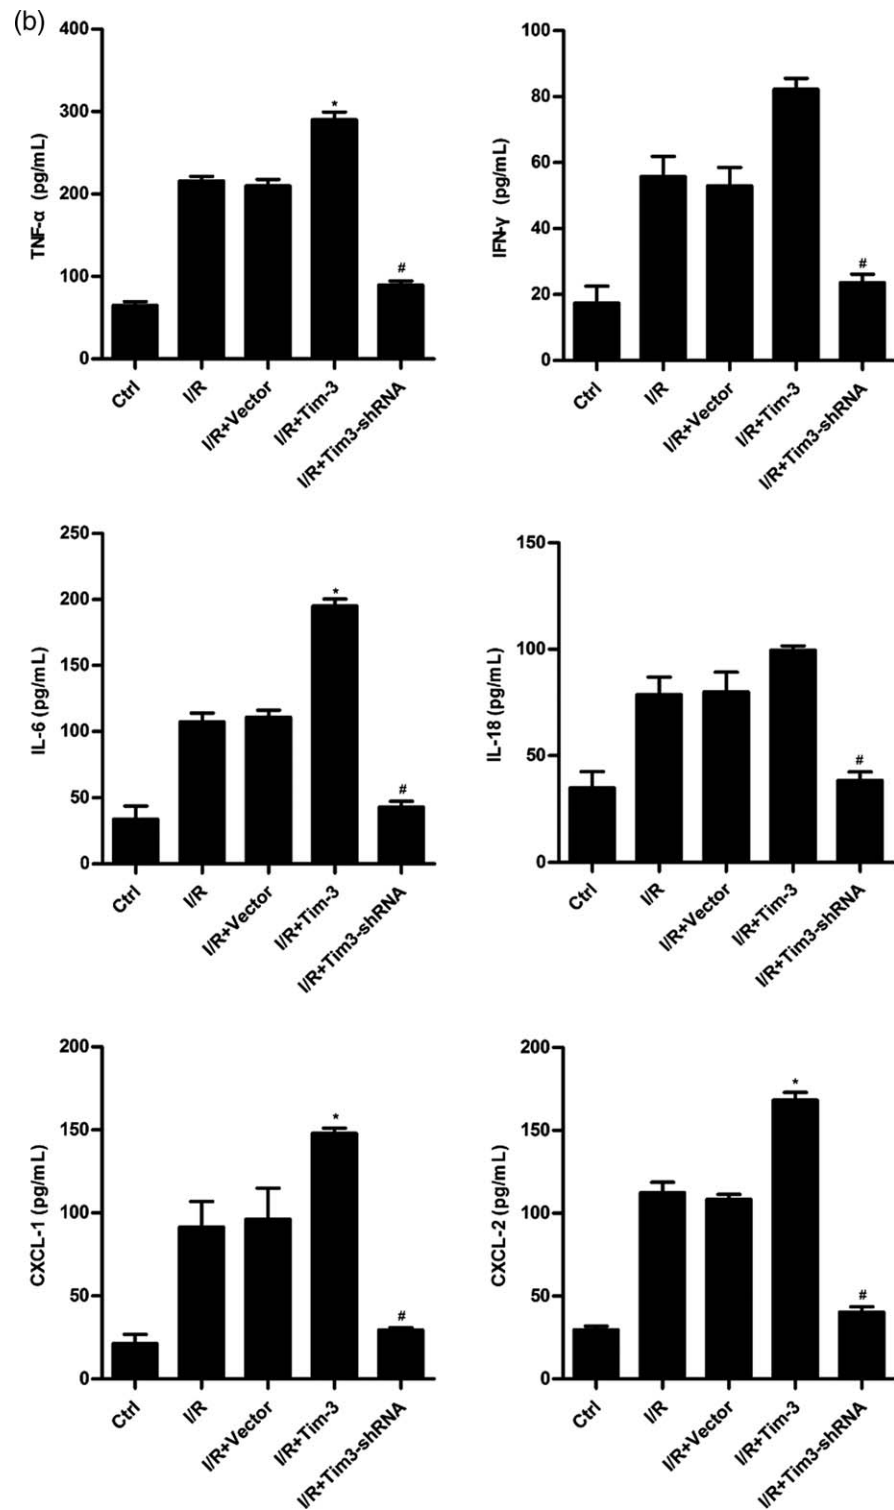 (b)
400
300
200
100
0
TNF-α (pg/mL)
*
#
Ctrl
I/R
I/R+Vector
I/R+Tim-3
I/R+Tim3-shRNA
100
80
60
40
20
0
IFN-γ (pg/mL)
#
Ctrl
I/R
I/R+Vector
I/R+Tim-3
I/R+Tim3-shRNA
250
200
150
100
50
0
IL-6 (pg/mL)
*
#
Ctrl
I/R
I/R+Vector
I/R+Tim-3
I/R+Tim3-shRNA
150
100
50
0
IL-18 (pg/mL)
#
Ctrl
I/R
I/R+Vector
I/R+Tim-3
I/R+Tim3-shRNA
200
150
100
50
0
CXCL-1 (pg/mL)
*
#
Ctrl
I/R
I/R+Vector
I/R+Tim-3
I/R+Tim3-shRNA
200
150
100
50
0
CXCL-2 (pg/mL)
*
#
Ctrl
I/R
I/R+Vector
I/R+Tim-3
I/R+Tim3-shRNA